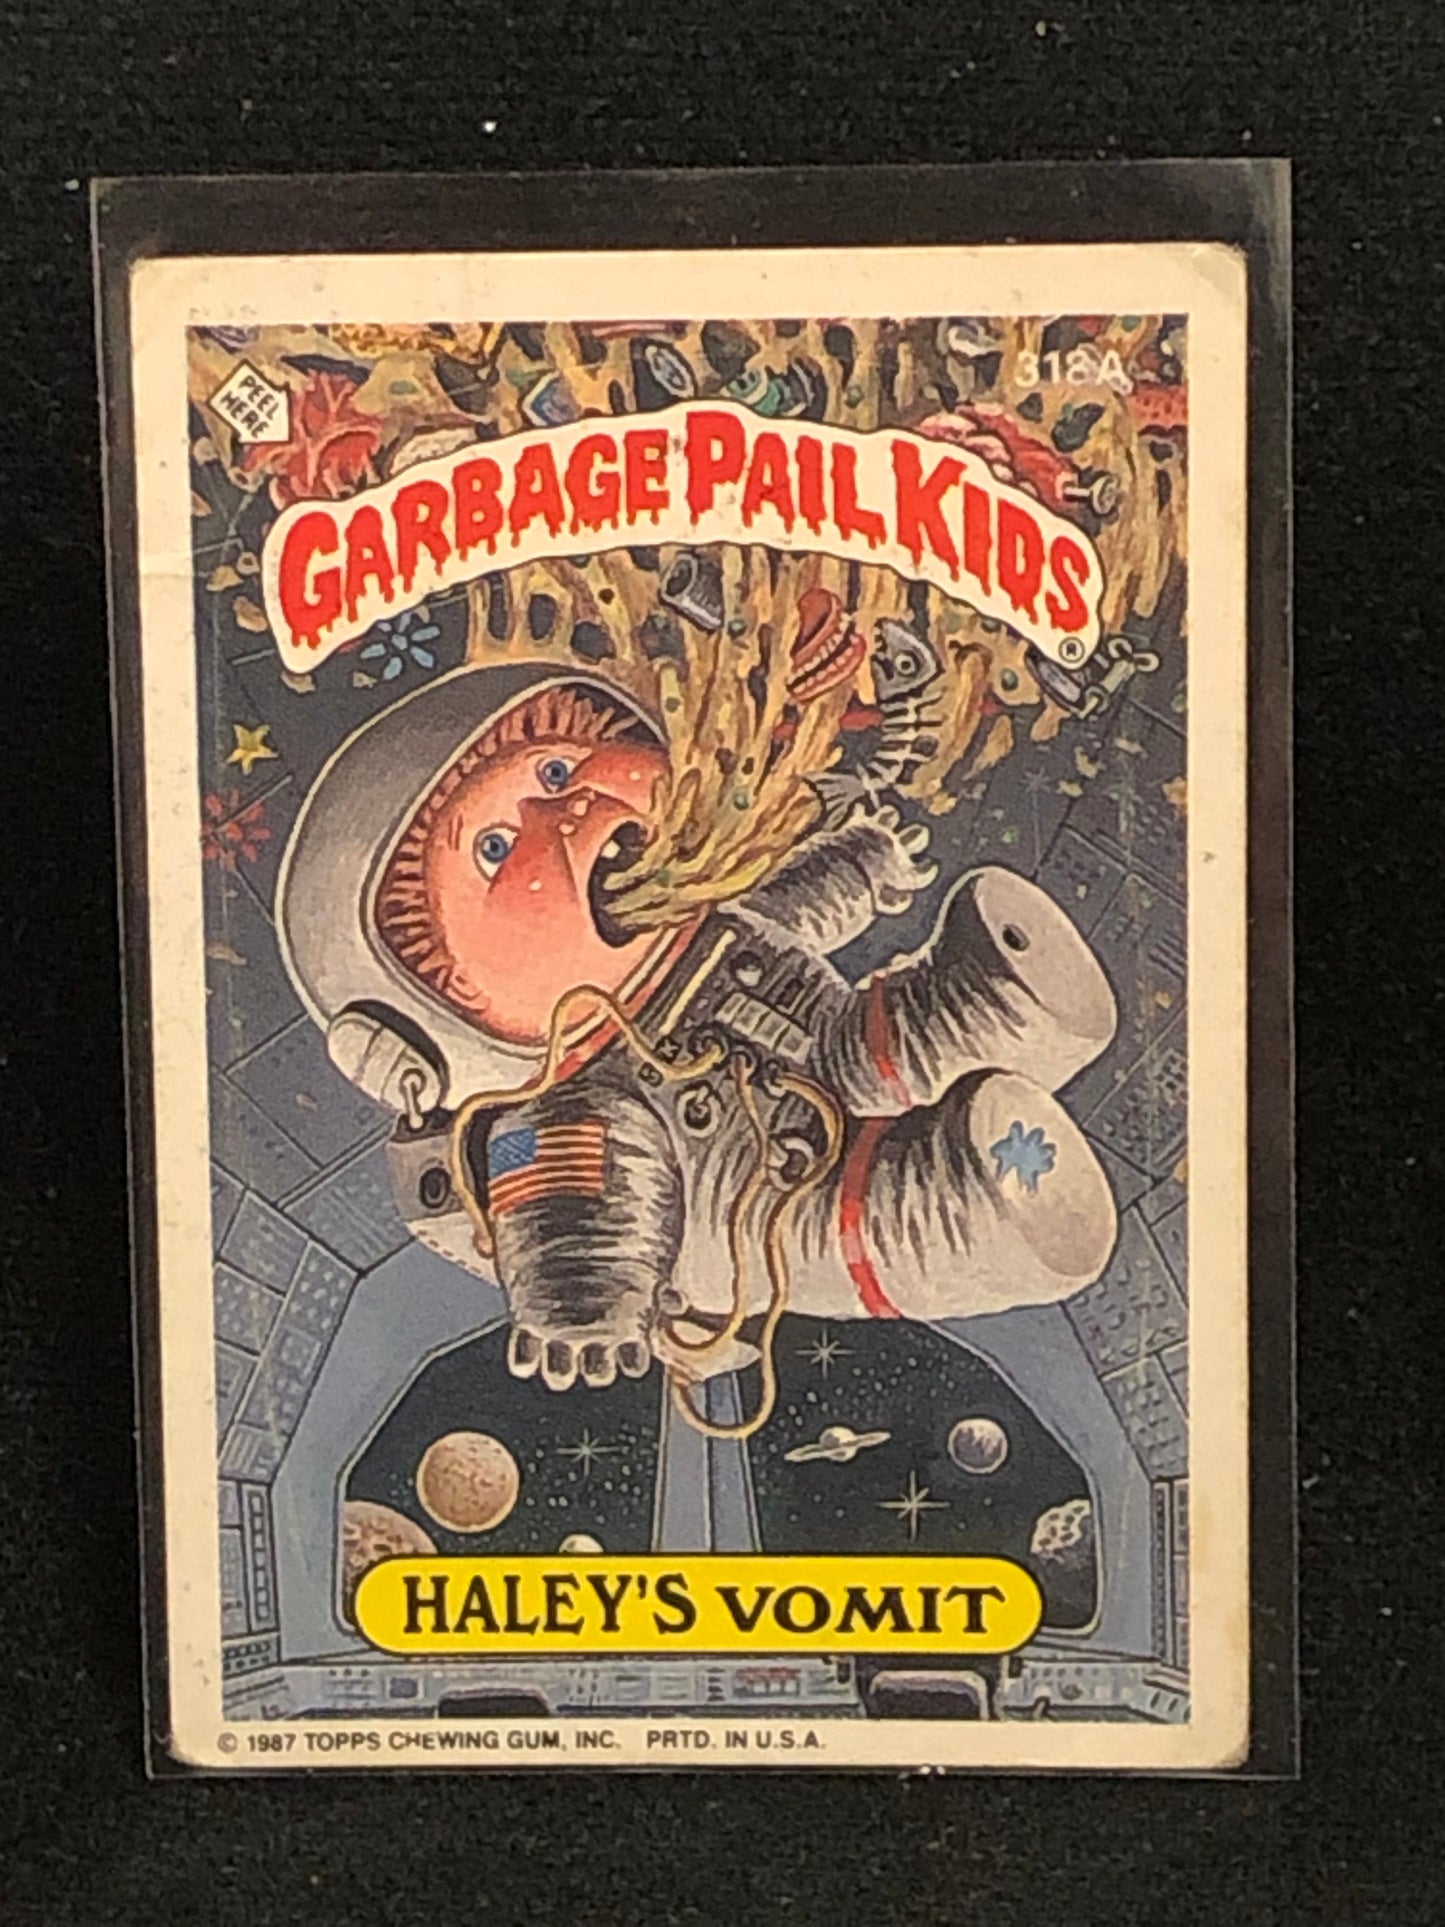 318A
PEEL
HERE
GARBAGE PAIL KIDS
®
HALEY'S VOMIT
© 1987 TOPPS CHEWING GUM, INC. PRTD. IN U.S.A.